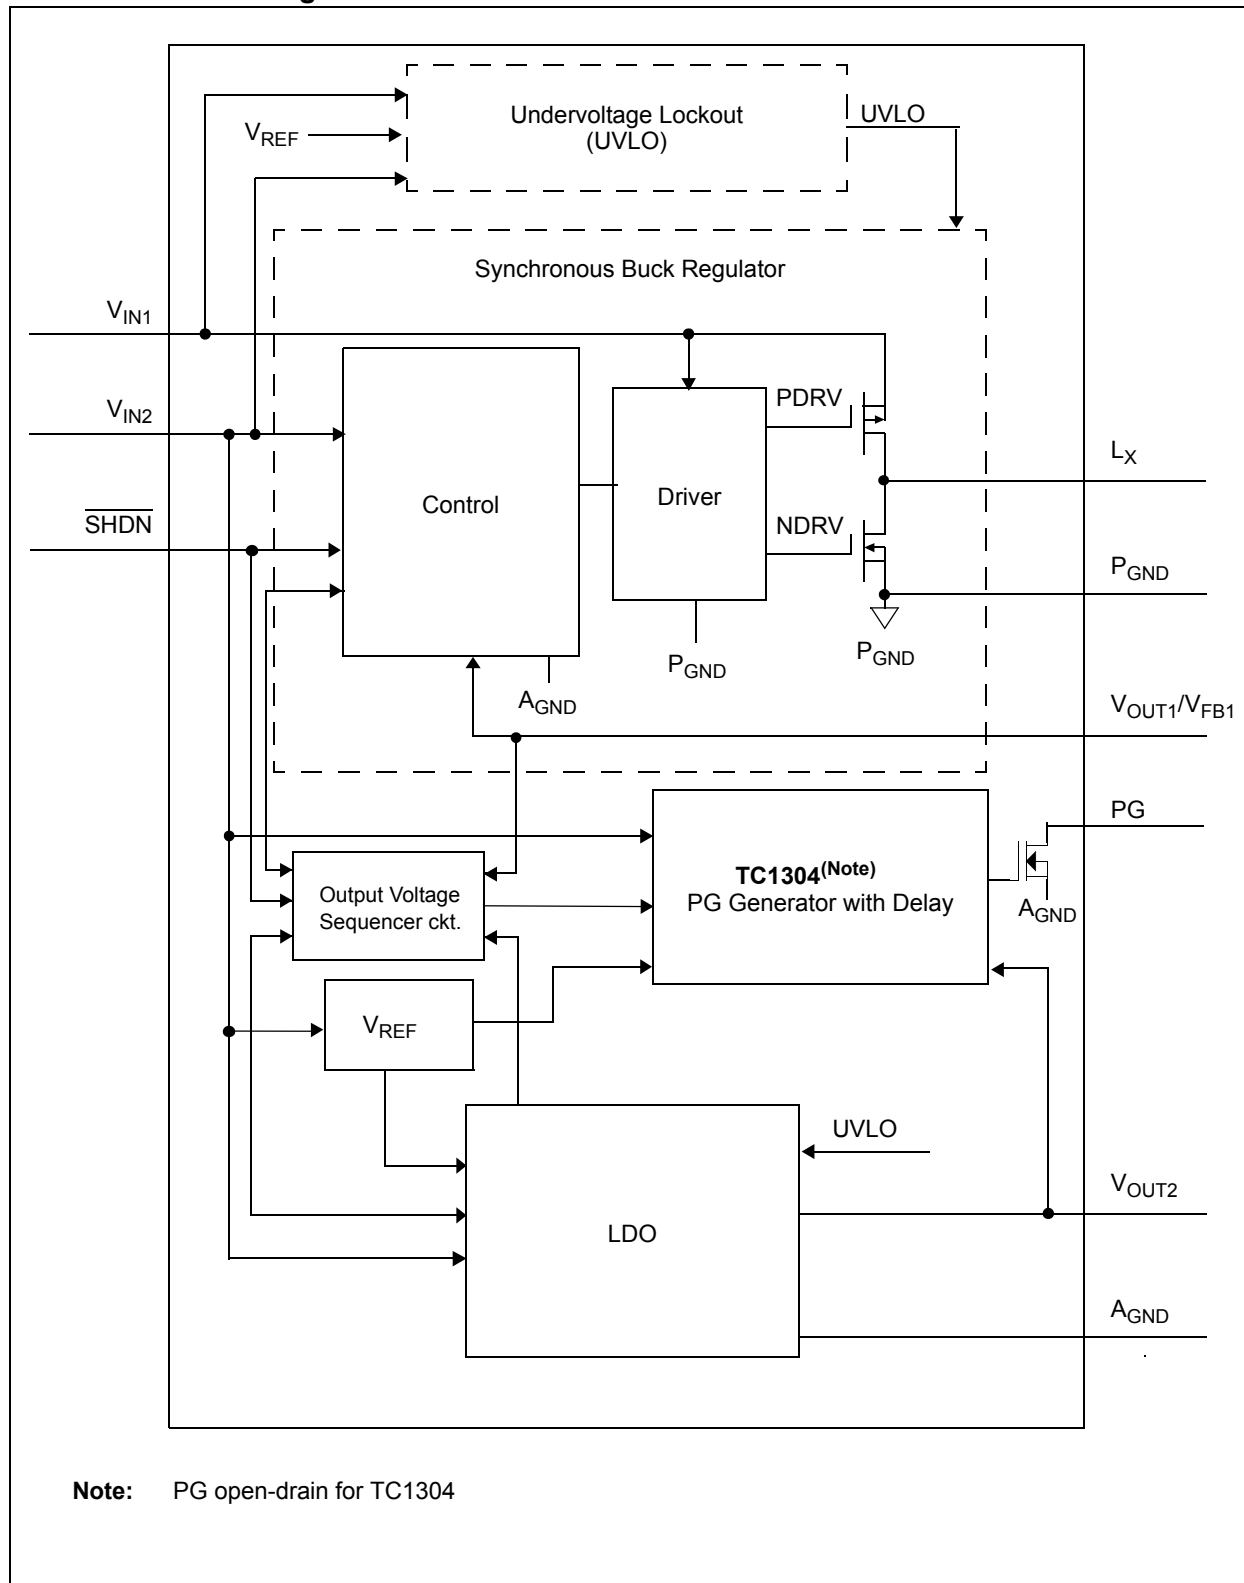 Undervoltage Lockout
(UVLO)
UVLO
VREF
Synchronous Buck Regulator
VIN1
VIN2
SHDN
Control
Driver
PDRV
NDRV
LX
PGND
PGND
PGND
AGND
VOUT1/VFB1
PG
TC1304(Note)
PG Generator with Delay
AGND
Output Voltage
Sequencer ckt.
VREF
UVLO
LDO
VOUT2
AGND
Note: PG open-drain for TC1304